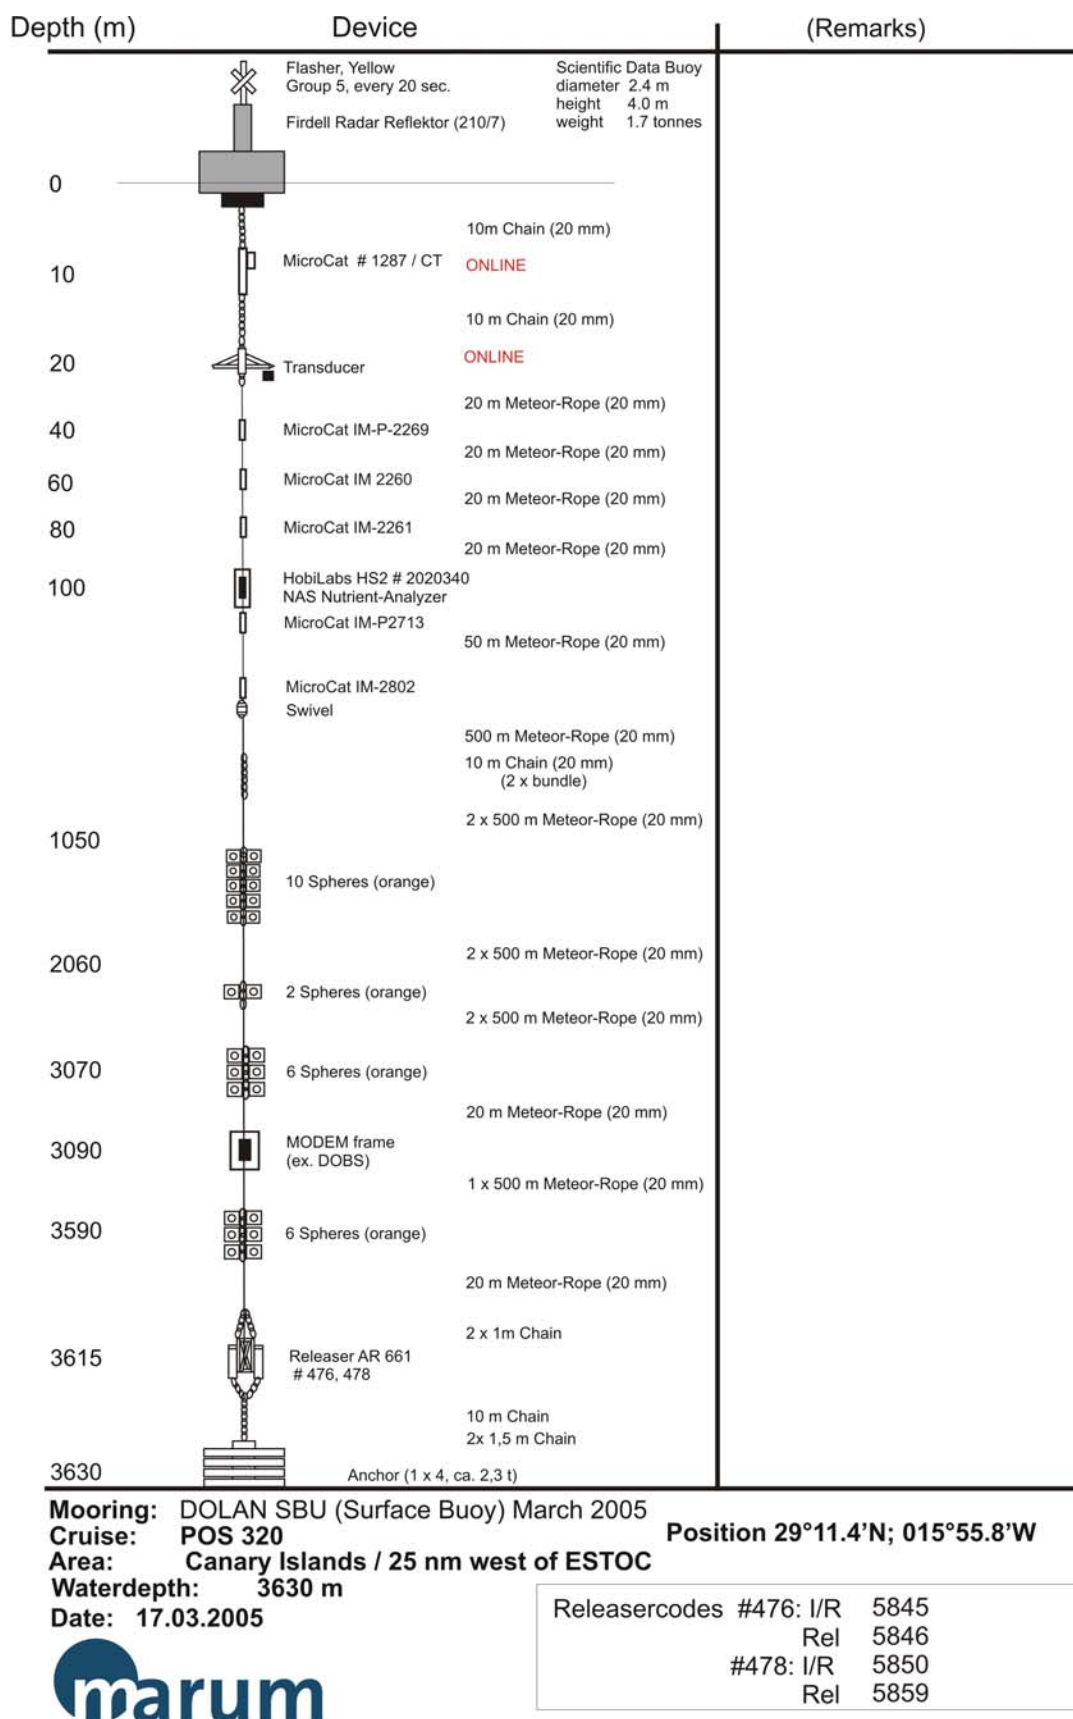 Depth (m) Device (Remarks)
Flasher, Yellow Scientific Data Buoy
Group 5, every 20 sec. diameter 2.4 m
height 4.0 m
Firdell Radar Reflektor (210/7) weight 1.7 tonnes
0
10m Chain (20 mm)
MicroCat # 1287 / CT ONLINE
10
10 m Chain (20 mm)
ONLINE
20 Transducer
20 m Meteor-Rope (20 mm)
40 MicroCat IM-P-2269
20 m Meteor-Rope (20 mm)
60 MicroCat IM 2260
20 m Meteor-Rope (20 mm)
80 MicroCat IM-2261
20 m Meteor-Rope (20 mm)
100 HobiLabs HS2 # 2020340
NAS Nutrient-Analyzer
MicroCat IM-P2713
50 m Meteor-Rope (20 mm)
MicroCat IM-2802
Swivel
500 m Meteor-Rope (20 mm)
10 m Chain (20 mm)
(2 x bundle)
2 x 500 m Meteor-Rope (20 mm)
1050
10 Spheres (orange)
2 x 500 m Meteor-Rope (20 mm)
2060
2 Spheres (orange)
2 x 500 m Meteor-Rope (20 mm)
3070 6 Spheres (orange)
20 m Meteor-Rope (20 mm)
3090 MODEM frame
(ex. DOBS)
1 x 500 m Meteor-Rope (20 mm)
3590 6 Spheres (orange)
20 m Meteor-Rope (20 mm)
2 x 1m Chain
3615 Releaser AR 661
# 476, 478
10 m Chain
2x 1,5 m Chain
3630 Anchor (1 x 4, ca. 2,3 t)
Mooring: DOLAN SBU (Surface Buoy) March 2005
Cruise: POS 320 Position 29°11.4'N; 015°55.8'W
Area: Canary Islands / 25 nm west of ESTOC
Waterdepth: 3630 m
Date: 17.03.2005
Releasercodes #476: I/R 5845
Rel 5846
#478: I/R 5850
Rel 5859
marum